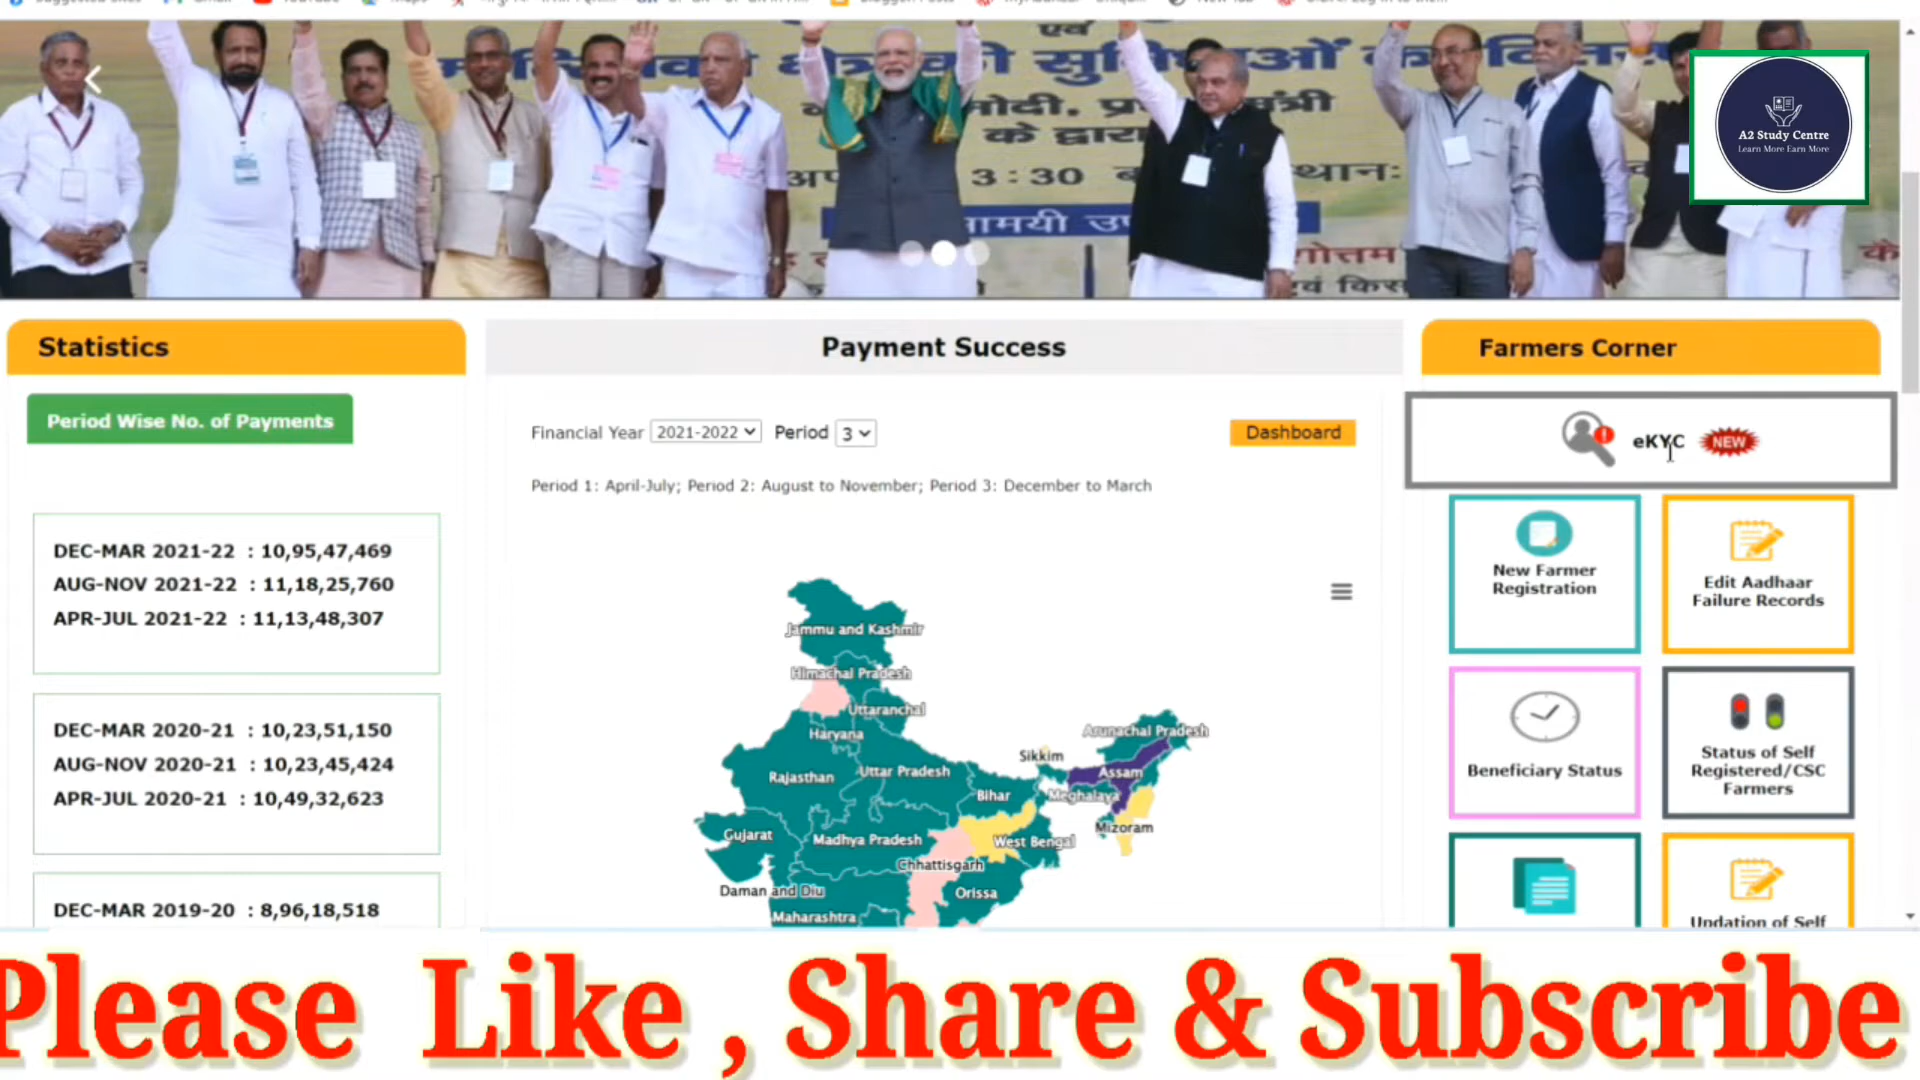 एवं
की सुविधाओं का
मोदी,
के द्वारा
3:30
स्थान:
A2 Study Centre
Learn More Earn More
Statistics
Payment Success
Farmers Corner
Period Wise No. of Payments
Financial Year 2021-2022 Period 3
Dashboard
eKYC NEW
Period 1: April-July; Period 2: August to November; Period 3: December to March
DEC-MAR 2021-22 : 10,95,47,469
AUG-NOV 2021-22 : 11,18,25,760
APR-JUL 2021-22 : 11,13,48,307
DEC-MAR 2020-21 : 10,23,51,150
AUG-NOV 2020-21 : 10,23,45,424
APR-JUL 2020-21 : 10,49,32,623
DEC-MAR 2019-20 : 8,96,18,518
Jammu and Kashmir
Himachal Pradesh
Uttaranchal
Haryana
Arunachal Pradesh
Sikkim
Rajasthan
Uttar Pradesh
Assam
Bihar
Meghalaya
Mizoram
Gujarat
Madhya Pradesh
West Bengal
Chhattisgarh
Daman and Diu
Orissa
Maharashtra
New Farmer
Registration
Edit Aadhaar
Failure Records
Beneficiary Status
Status of Self
Registered/CSC
Farmers
Updation of Self
Please Like , Share & Subscribe